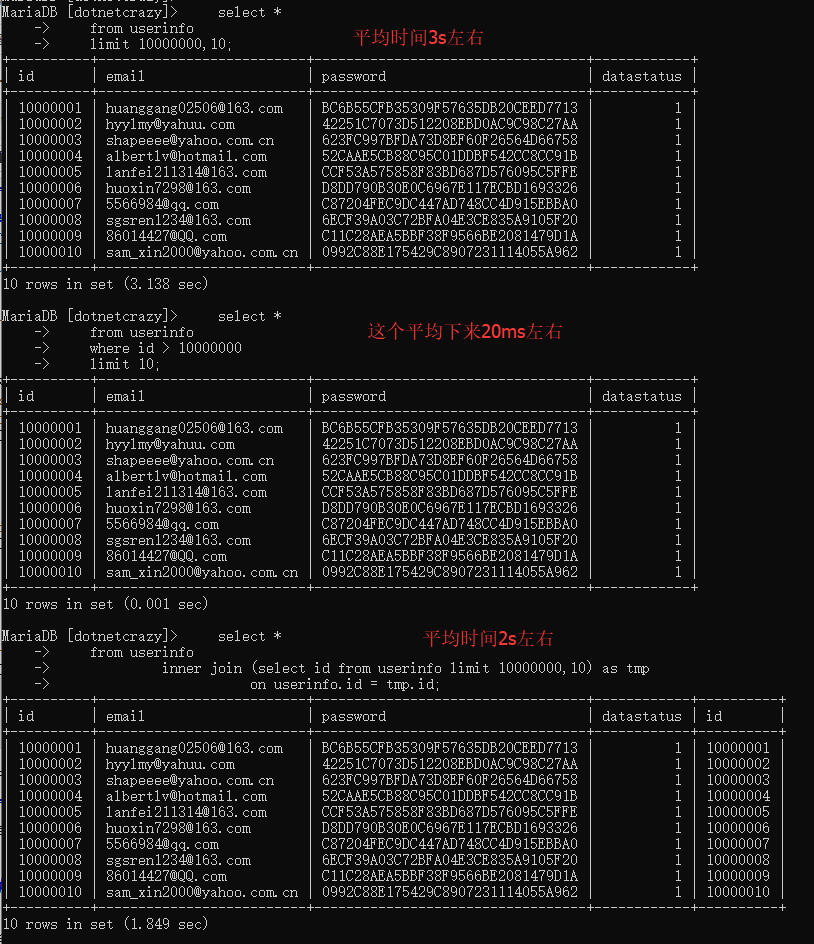 MariaDB [dotnetcrazy]> select *
-> from userinfo
-> limit 10000000,10;
平均时间3s左右
+----------+--------------------------+----------------------------------+------------+
| id | email | password | datastatus |
+----------+--------------------------+----------------------------------+------------+
| 10000001 | huanggang02506@163.com | BC6B55CFB35309F57635DB20CEED7713 | 1 |
| 10000002 | hyylmy@yahuu.com | 42251C7073D512208EBD0AC9C98C27AA | 1 |
| 10000003 | shapeeee@yahoo.com.cn | 623FC997BFDA73D8EF60F26564D66758 | 1 |
| 10000004 | albertlv@hotmail.com | 52CAAE5CB88C95C01DDBF542CC8CC91B | 1 |
| 10000005 | lanfei211314@163.com | CCF53A575858F83BD687D576095C5FFE | 1 |
| 10000006 | huoxin7298@163.com | D8DD790B30E0C6967E117ECBD1693326 | 1 |
| 10000007 | 5566984@qq.com | C87204FEC9DC447AD748CC4D915EBBA0 | 1 |
| 10000008 | sgsren1234@163.com | 6ECF39A03C72BFA04E3CE835A9105F20 | 1 |
| 10000009 | 86014427@QQ.com | C11C28AEA5BBF38F9566BE2081479D1A | 1 |
| 10000010 | sam_xin2000@yahoo.com.cn | 0992C88E175429C8907231114055A962 | 1 |
+----------+--------------------------+----------------------------------+------------+
10 rows in set (3.138 sec)
MariaDB [dotnetcrazy]> select *
-> from userinfo
-> where id > 10000000
-> limit 10;
这个平均下来20ms左右
+----------+--------------------------+----------------------------------+------------+
| id | email | password | datastatus |
+----------+--------------------------+----------------------------------+------------+
| 10000001 | huanggang02506@163.com | BC6B55CFB35309F57635DB20CEED7713 | 1 |
| 10000002 | hyylmy@yahuu.com | 42251C7073D512208EBD0AC9C98C27AA | 1 |
| 10000003 | shapeeee@yahoo.com.cn | 623FC997BFDA73D8EF60F26564D66758 | 1 |
| 10000004 | albertlv@hotmail.com | 52CAAE5CB88C95C01DDBF542CC8CC91B | 1 |
| 10000005 | lanfei211314@163.com | CCF53A575858F83BD687D576095C5FFE | 1 |
| 10000006 | huoxin7298@163.com | D8DD790B30E0C6967E117ECBD1693326 | 1 |
| 10000007 | 5566984@qq.com | C87204FEC9DC447AD748CC4D915EBBA0 | 1 |
| 10000008 | sgsren1234@163.com | 6ECF39A03C72BFA04E3CE835A9105F20 | 1 |
| 10000009 | 86014427@QQ.com | C11C28AEA5BBF38F9566BE2081479D1A | 1 |
| 10000010 | sam_xin2000@yahoo.com.cn | 0992C88E175429C8907231114055A962 | 1 |
+----------+--------------------------+----------------------------------+------------+
10 rows in set (0.001 sec)
MariaDB [dotnetcrazy]> select *
平均时间2s左右
-> from userinfo
-> inner join (select id from userinfo limit 10000000,10) as tmp
-> on userinfo.id = tmp.id;
+----------+--------------------------+----------------------------------+------------+----------+
| id | email | password | datastatus | id |
+----------+--------------------------+----------------------------------+------------+----------+
| 10000001 | huanggang02506@163.com | BC6B55CFB35309F57635DB20CEED7713 | 1 | 10000001 |
| 10000002 | hyylmy@yahuu.com | 42251C7073D512208EBD0AC9C98C27AA | 1 | 10000002 |
| 10000003 | shapeeee@yahoo.com.cn | 623FC997BFDA73D8EF60F26564D66758 | 1 | 10000003 |
| 10000004 | albertlv@hotmail.com | 52CAAE5CB88C95C01DDBF542CC8CC91B | 1 | 10000004 |
| 10000005 | lanfei211314@163.com | CCF53A575858F83BD687D576095C5FFE | 1 | 10000005 |
| 10000006 | huoxin7298@163.com | D8DD790B30E0C6967E117ECBD1693326 | 1 | 10000006 |
| 10000007 | 5566984@qq.com | C87204FEC9DC447AD748CC4D915EBBA0 | 1 | 10000007 |
| 10000008 | sgsren1234@163.com | 6ECF39A03C72BFA04E3CE835A9105F20 | 1 | 10000008 |
| 10000009 | 86014427@QQ.com | C11C28AEA5BBF38F9566BE2081479D1A | 1 | 10000009 |
| 10000010 | sam_xin2000@yahoo.com.cn | 0992C88E175429C8907231114055A962 | 1 | 10000010 |
+----------+--------------------------+----------------------------------+------------+----------+
10 rows in set (1.849 sec)